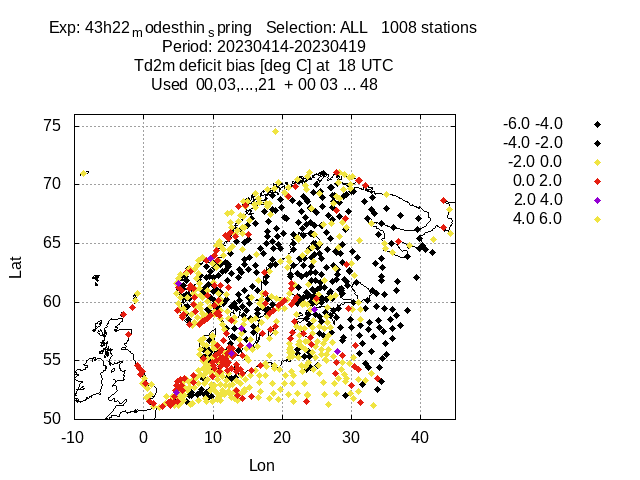 Exp: 43h22modesthinspring   Selection: ALL   1008 stations
Period: 20230414-20230419
Td2m deficit bias [deg C] at  18 UTC
Used  00,03,...,21  + 00 03 ... 48
-6.0 -4.0
-4.0 -2.0
-2.0 0.0
0.0 2.0
2.0 4.0
4.0 6.0
75
70
65
60
55
50
Lat
-10 0 10 20 30 40
Lon